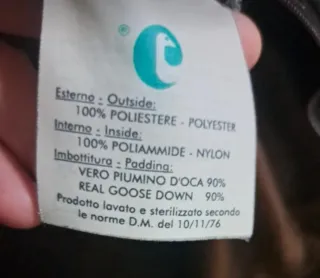 ®
Esterno - Outside:
100% POLIESTERE - POLYESTER
Interno - Inside:
100% POLIAMMIDE - NYLON
Imbottitura - Padding:
VERO PIUMINO D'OCA 90%
REAL GOOSE DOWN 90%
Prodotto lavato e sterilizzato secondo
le norme D.M. del 10/11/76